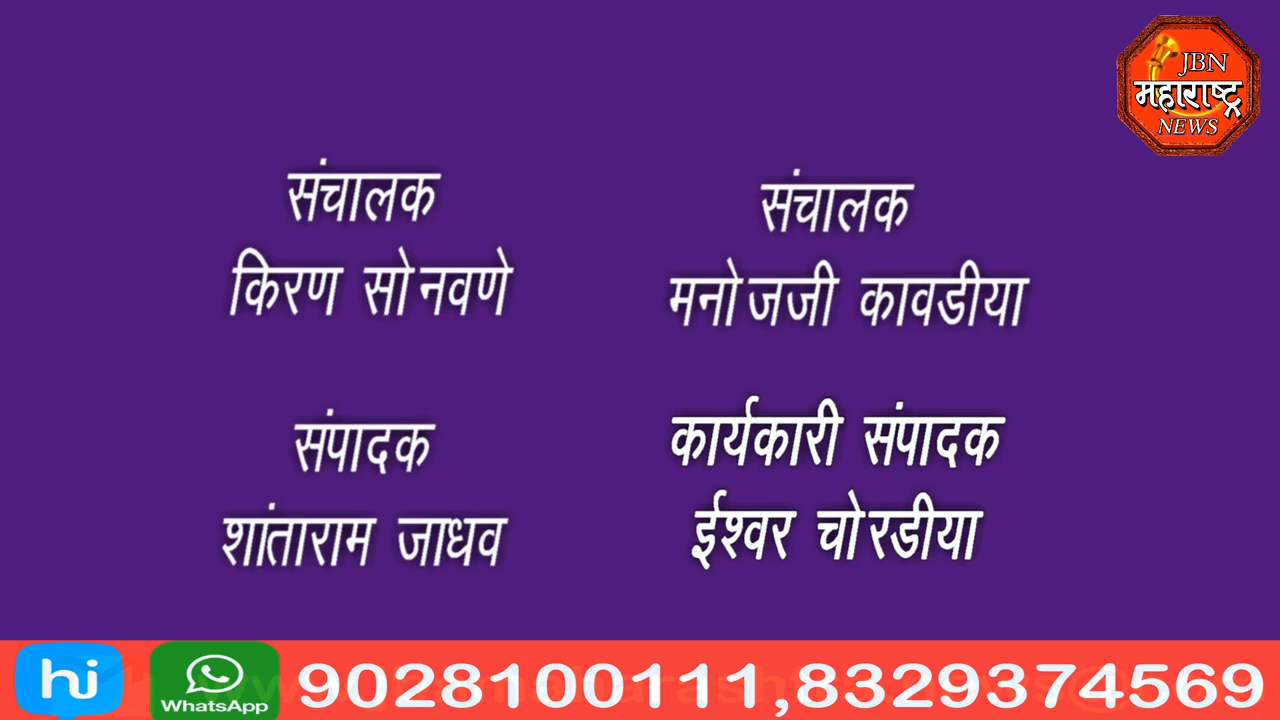 JBN
महाराष्ट्र
NEWS
संचालक
किरण सोनवणे
संचालक
मनोजजी कावडीया
संपादक
शांताराम जाधव
कार्यकारी संपादक
ईश्वर चोरडीया
hi
WhatsApp
9028100111,8329374569